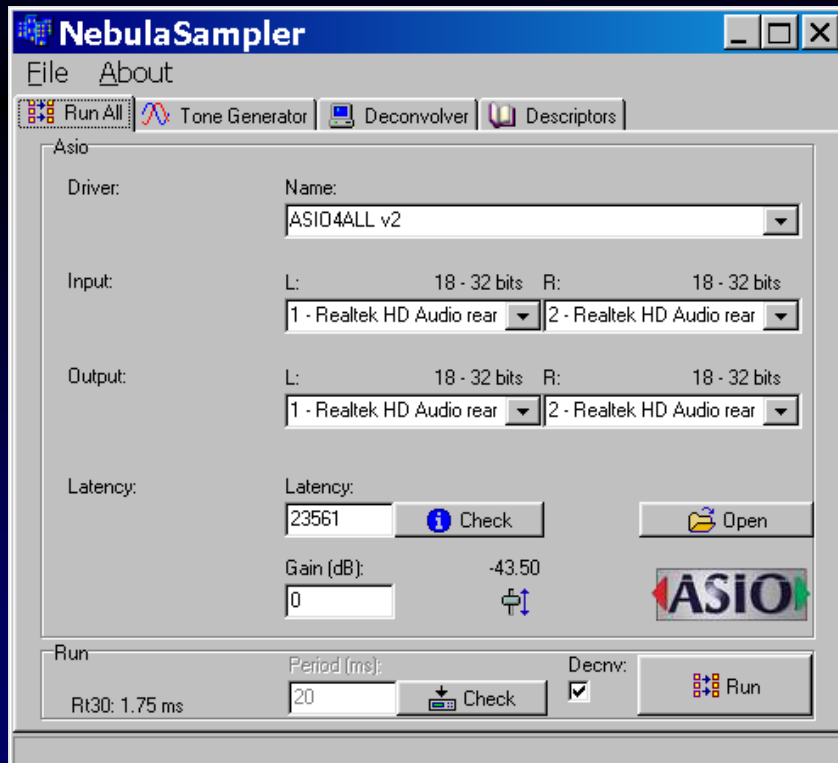 NebulaSampler
File About
Run All Tone Generator Deconvolver Descriptors
Asio
Driver: Name:
ASIO4ALL v2
Input: L: 18 - 32 bits R: 18 - 32 bits
1 - Realtek HD Audio rear 2 - Realtek HD Audio rear
Output: L: 18 - 32 bits R: 18 - 32 bits
1 - Realtek HD Audio rear 2 - Realtek HD Audio rear
Latency: Latency:
23561 Check Open
Gain (dB): -43.50
0 ASIO
Run Period (ms): Decnv:
Rt30: 1.75 ms 20 Check Run